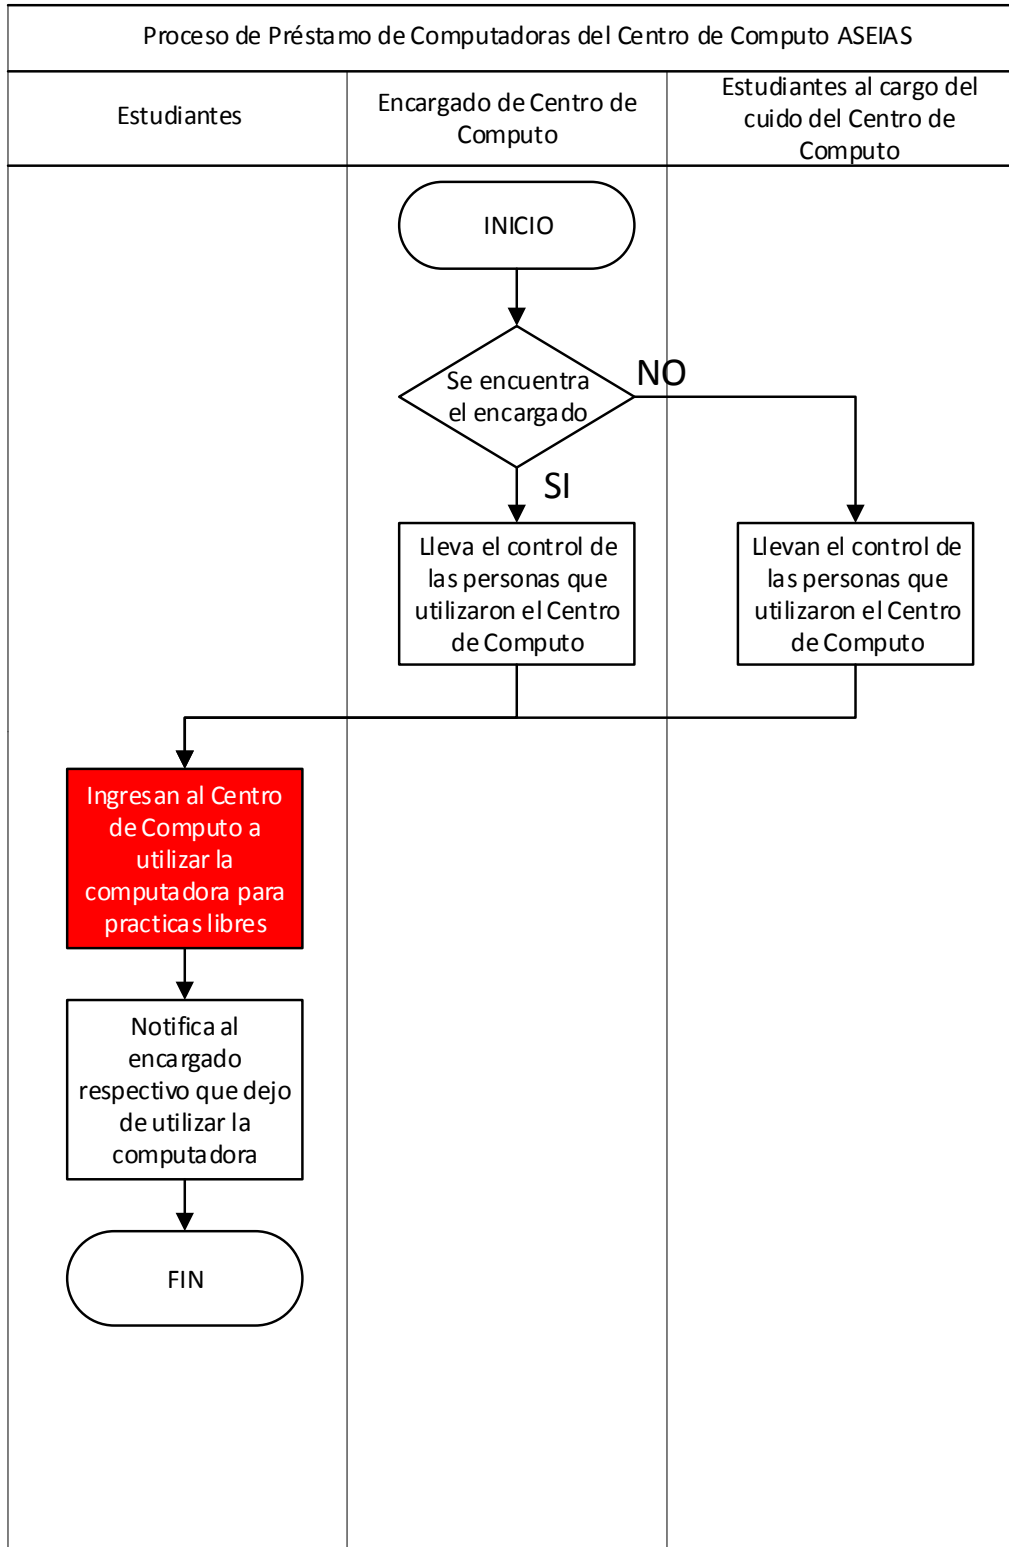 Proceso de Préstamo de Computadoras del Centro de Computo ASEIAS
Estudiantes
Encargado de Centro de
Computo
Estudiantes al cargo del
cuido del Centro de
Computo
INICIO
Se encuentra
el encargado
NO
SI
Lleva el control de
las personas que
utilizaron el Centro
de Computo
Llevan el control de
las personas que
utilizaron el Centro
de Computo
Ingresan al Centro
de Computo a
utilizar la
computadora para
practicas libres
Notifica al
encargado
respectivo que dejo
de utilizar la
computadora
FIN